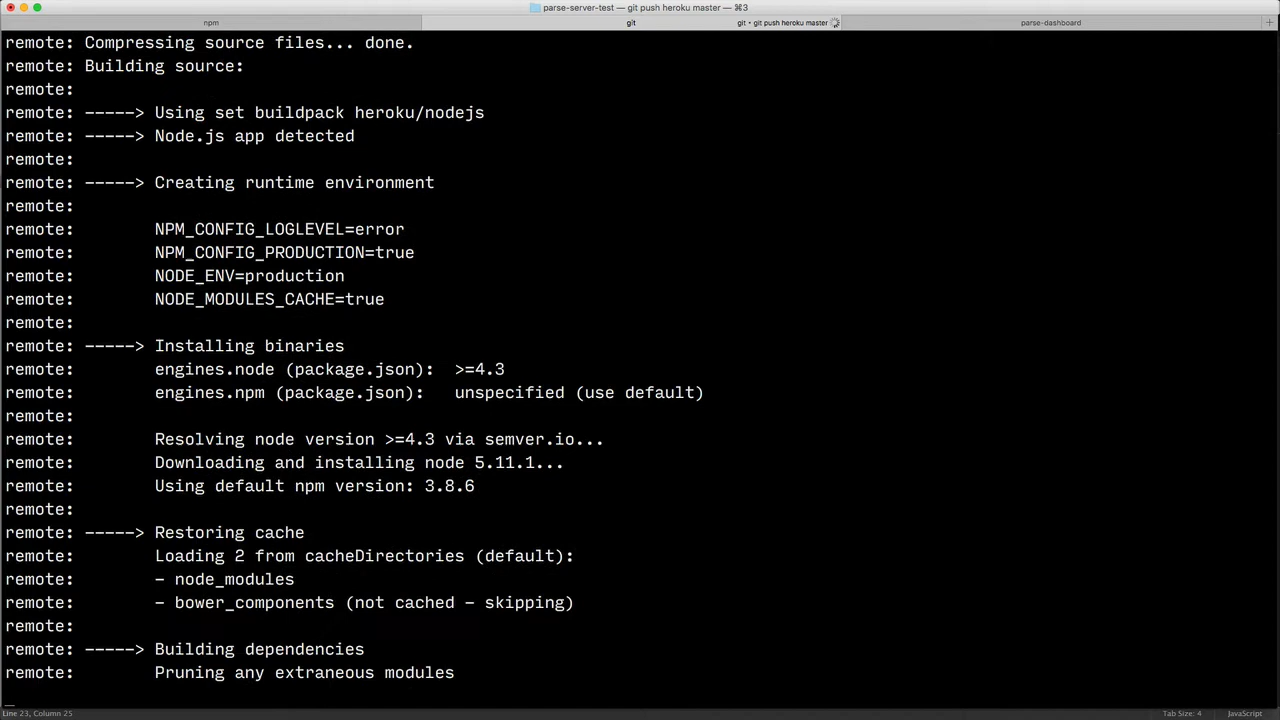 parse-server-test — git push heroku master — ⌘3
npm
git
git • git push heroku master
parse-dashboard
+
remote: Compressing source files... done.
remote: Building source:
remote:
remote: -----> Using set buildpack heroku/nodejs
remote: -----> Node.js app detected
remote:
remote: -----> Creating runtime environment
remote:
remote:        NPM_CONFIG_LOGLEVEL=error
remote:        NPM_CONFIG_PRODUCTION=true
remote:        NODE_ENV=production
remote:        NODE_MODULES_CACHE=true
remote:
remote: -----> Installing binaries
remote:        engines.node (package.json):  >=4.3
remote:        engines.npm (package.json):   unspecified (use default)
remote:
remote:        Resolving node version >=4.3 via semver.io...
remote:        Downloading and installing node 5.11.1...
remote:        Using default npm version: 3.8.6
remote:
remote: -----> Restoring cache
remote:        Loading 2 from cacheDirectories (default):
remote:        - node_modules
remote:        - bower_components (not cached - skipping)
remote:
remote: -----> Building dependencies
remote:        Pruning any extraneous modules
Line 23, Column 25
Tab Size: 4
JavaScript